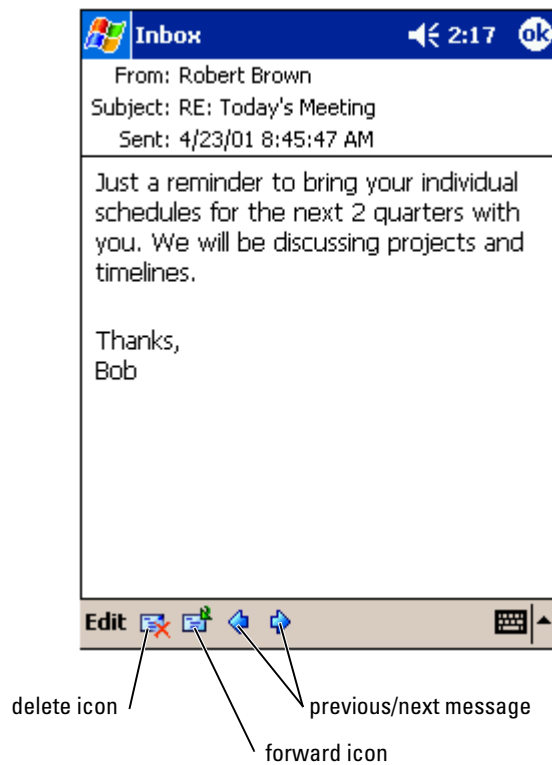 Inbox 2:17 ok
From: Robert Brown
Subject: RE: Today's Meeting
Sent: 4/23/01 8:45:47 AM
Just a reminder to bring your individual
schedules for the next 2 quarters with
you. We will be discussing projects and
timelines.
Thanks,
Bob
Edit
delete icon
previous/next message
forward icon